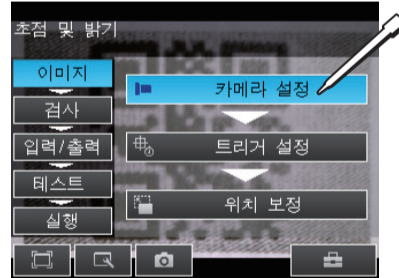 초점 및 밝기
이미지
카메라 설정
검사
입력/출력
트리거 설정
테스트
위치 보정
실행